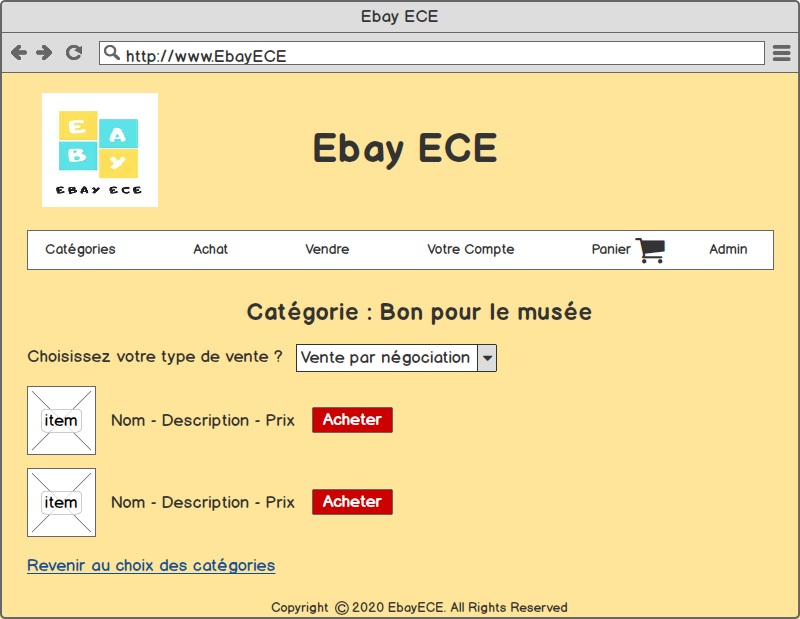 Ebay ECE
http://www.EbayECE
E A
B Y
EBAY ECE
Ebay ECE
Catégories Achat Vendre Votre Compte Panier Admin
Catégorie : Bon pour le musée
Choisissez votre type de vente ? Vente par négociation
item Nom - Description - Prix Acheter
item Nom - Description - Prix Acheter
Revenir au choix des catégories
Copyright © 2020 EbayECE. All Rights Reserved